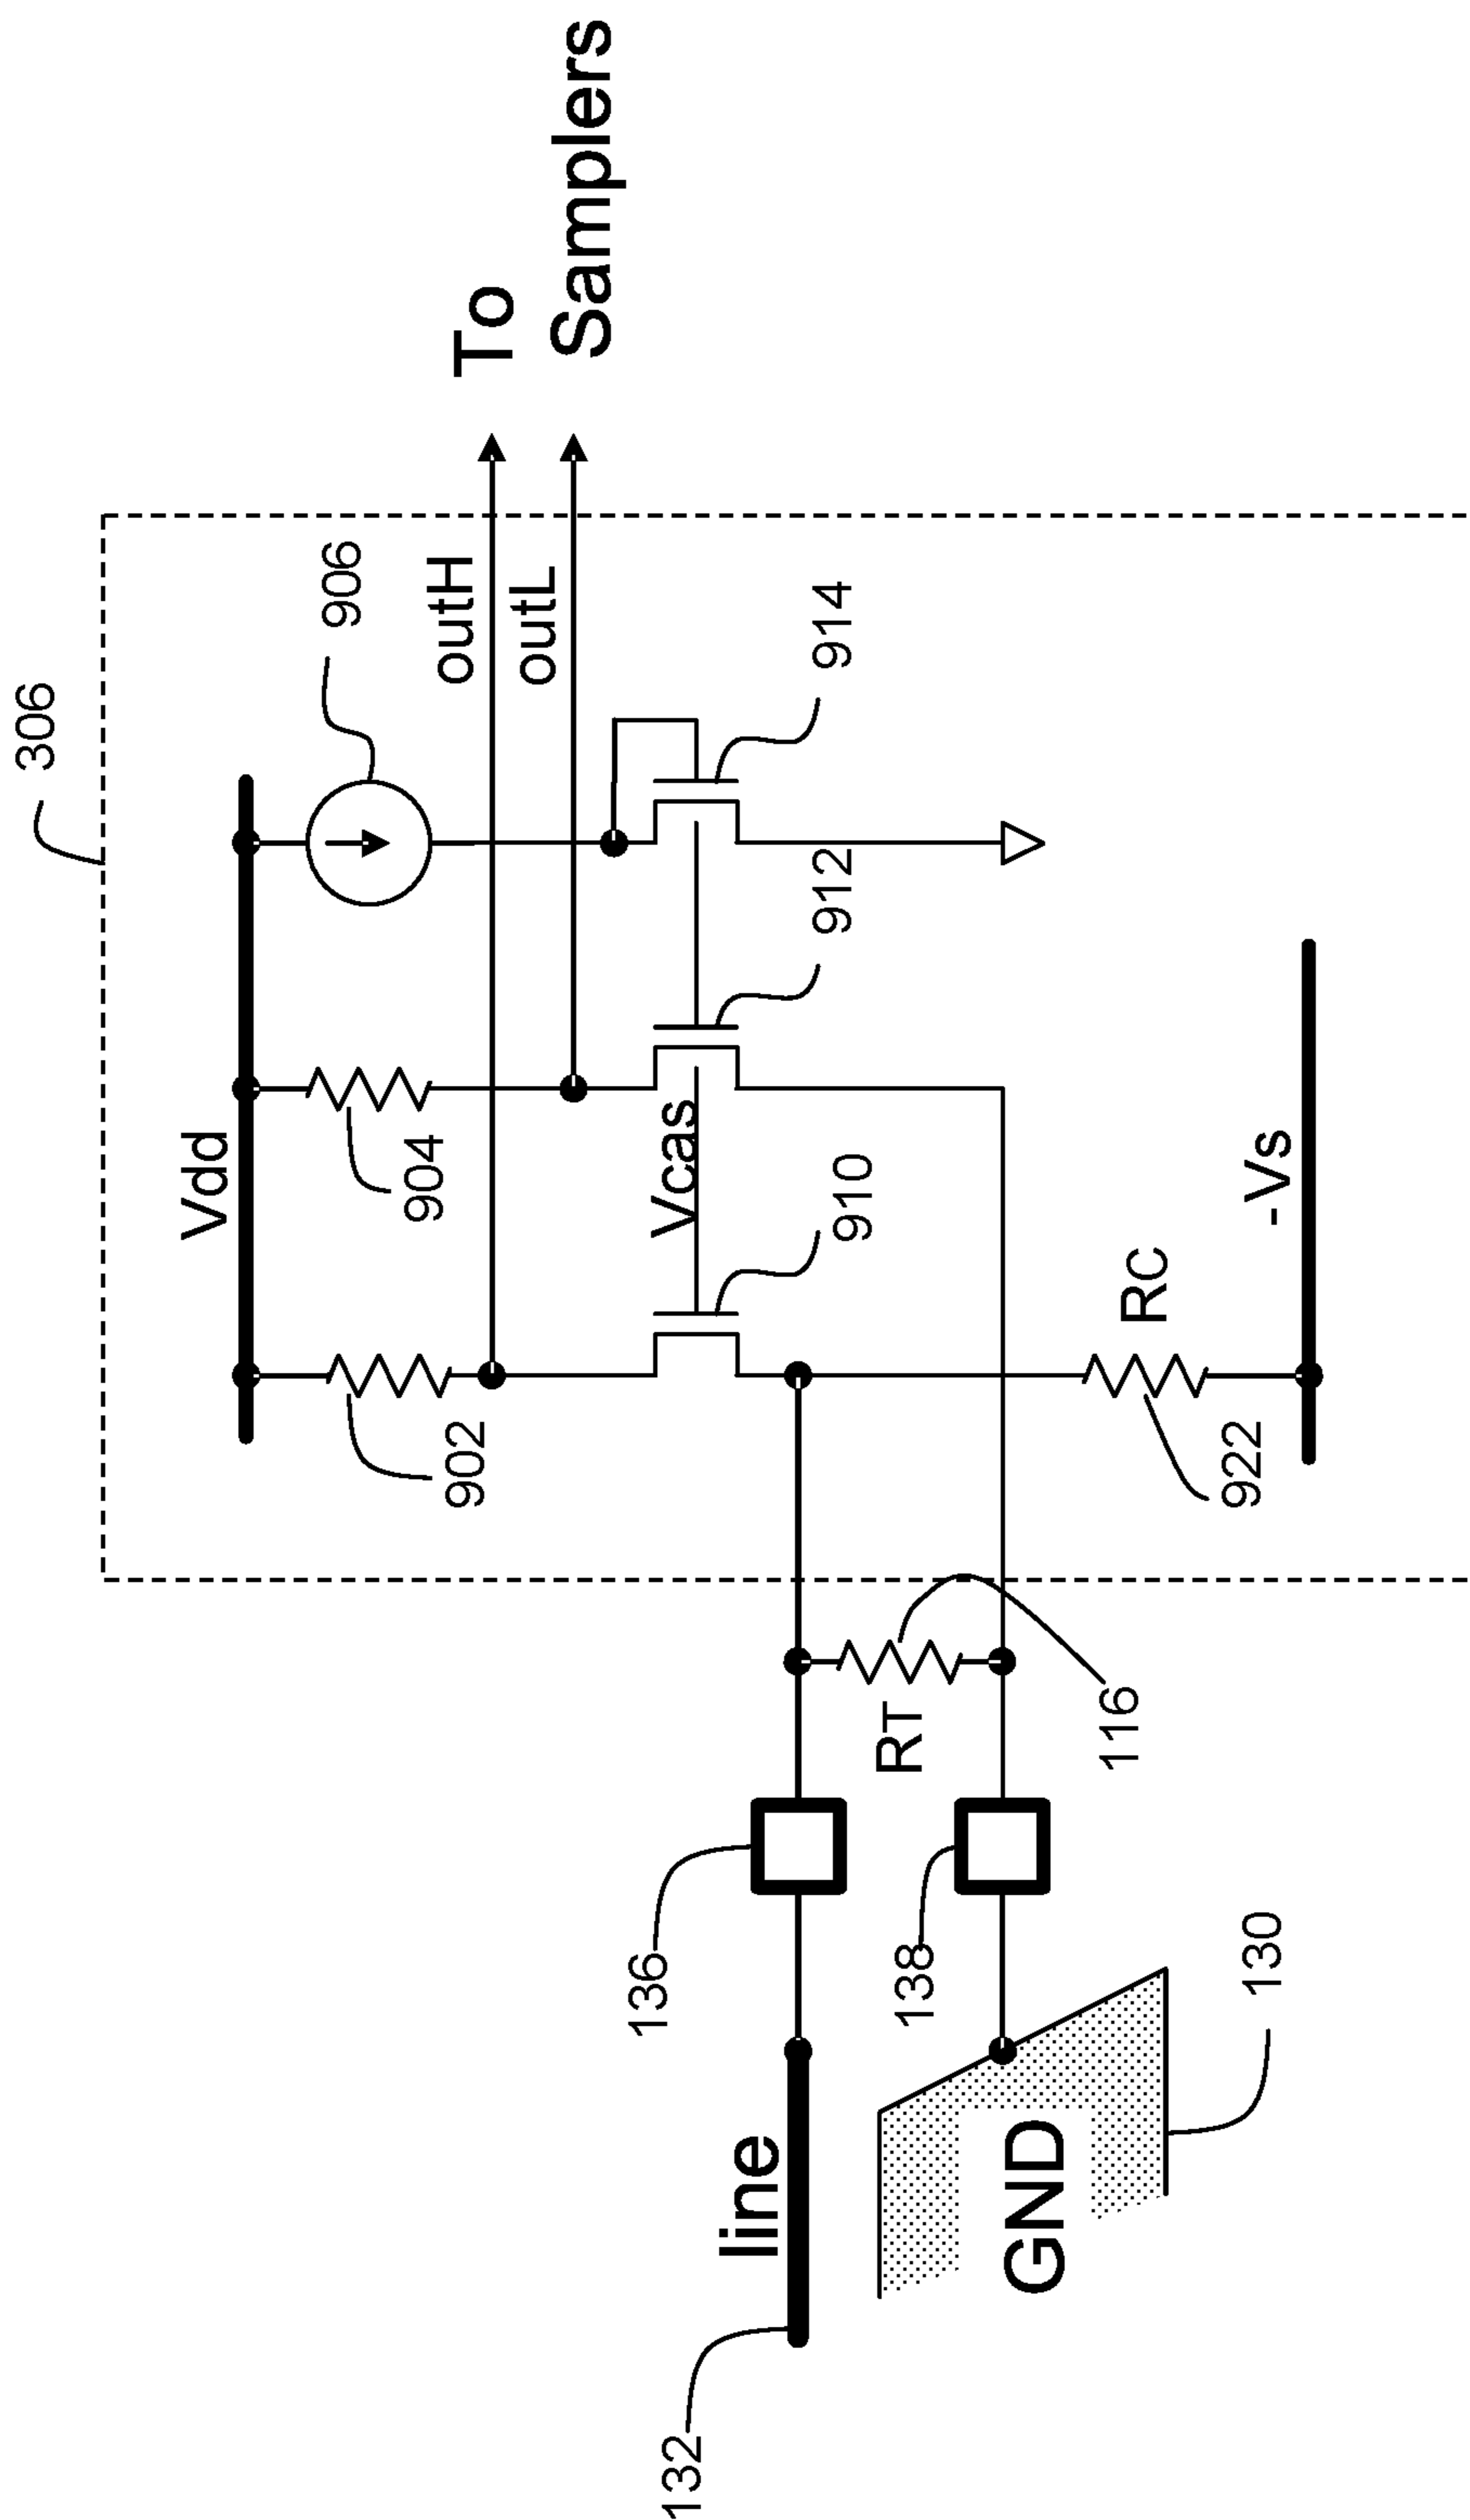 306
906
To
Samplers
outH
outL
Vdd
904
902
Vcas
914
912
910
-Vs
RC
922
RT
116
136
138
130
line
GND
132